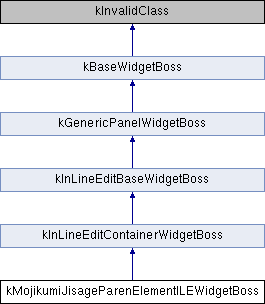 kInvalidClass
kBaseWidgetBoss
kGenericPanelWidgetBoss
kInLineEditBaseWidgetBoss
kInLineEditContainerWidgetBoss
kMojikumiJisageParenElementILEWidgetBoss